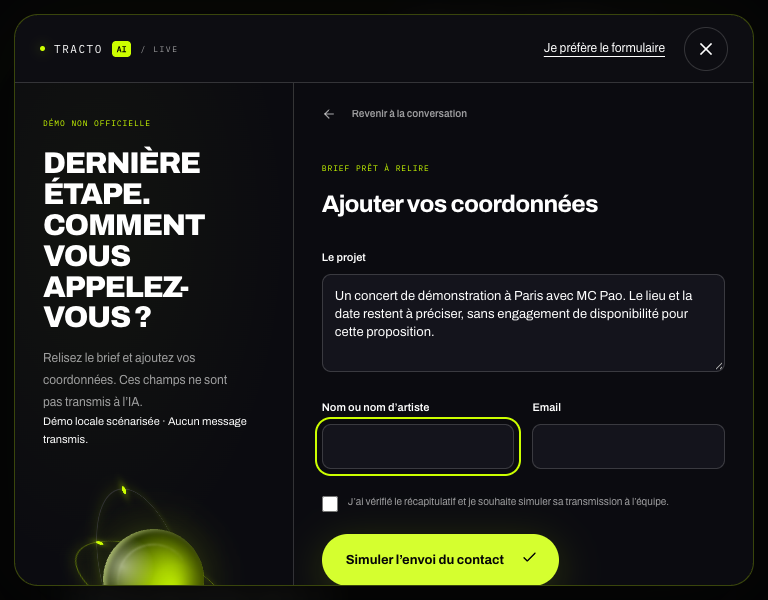 TRACTO AI / LIVE
Je préfère le formulaire
DÉMO NON OFFICIELLE
DERNIÈRE
ÉTAPE.
COMMENT
VOUS
APPELEZ-
VOUS ?
Relisez le brief et ajoutez vos
coordonnées. Ces champs ne sont
pas transmis à l'IA.
Démo locale scénarisée · Aucun message
transmis.
Revenir à la conversation
BRIEF PRÊT À RELIRE
Ajouter vos coordonnées
Le projet
Un concert de démonstration à Paris avec MC Pao. Le lieu et la
date restent à préciser, sans engagement de disponibilité pour
cette proposition.
Nom ou nom d'artiste
Email
J'ai vérifié le récapitulatif et je souhaite simuler sa transmission à l'équipe.
Simuler l'envoi du contact